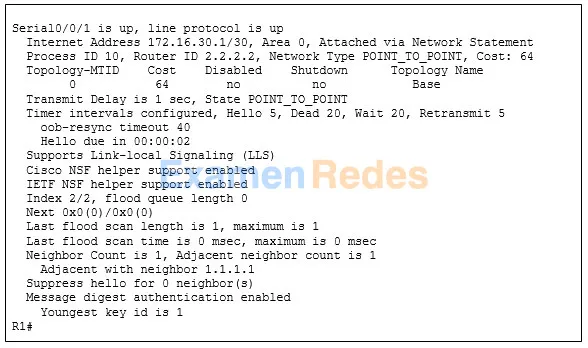 Serial0/0/1 is up, line protocol is up
Internet Address 172.16.30.1/30, Area 0, Attached via Network Statement
Process ID 10, Router ID 2.2.2.2, Network Type POINT_TO_POINT, Cost: 64
Topology-MTID Cost Disabled Shutdown Topology Name
0 64 no no Base
Transmit Delay is 1 sec, State POINT_TO_POINT
Timer intervals configured, Hello 5, Dead 20, Wait 20, Retransmit 5
oob-resync timeout 40
Hello due in 00:00:02
Supports Link-local Signaling (LLS)
Cisco NSF helper support enabled
IETF NSF helper support enabled
Index 2/2, flood queue length 0
Next 0x0(0)/0x0(0)
Last flood scan length is 1, maximum is 1
Last flood scan time is 0 msec, maximum is 0 msec
Neighbor Count is 1, Adjacent neighbor count is 1
Adjacent with neighbor 1.1.1.1
Suppress hello for 0 neighbor(s)
Message digest authentication enabled
Youngest key id is 1
R1#
ExamenRedes